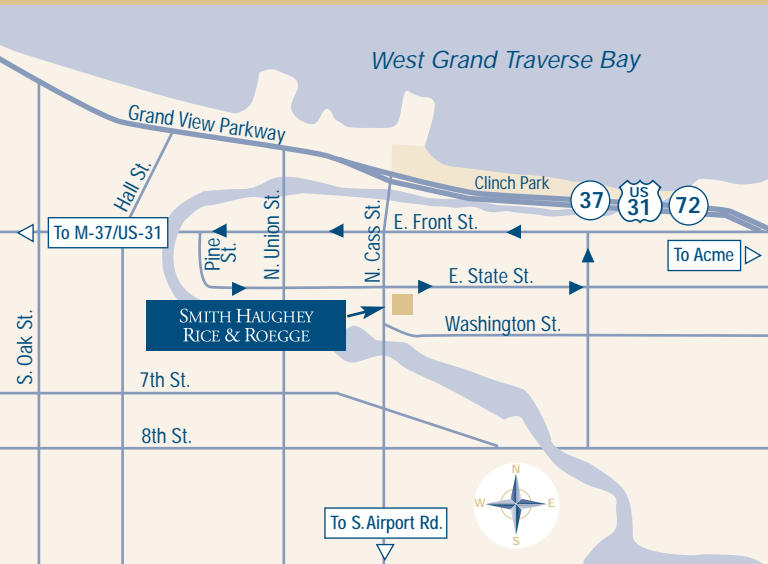 West Grand Traverse Bay
Grand View Parkway
Hall St.
Clinch Park
37
US
31
72
To M-37/US-31
Pine
St.
N. Union St.
N. Cass St.
E. Front St.
To Acme
E. State St.
SMITH HAUGHEY
RICE & ROEGGE
Washington St.
S. Oak St.
7th St.
8th St.
N
W
E
S
To S. Airport Rd.